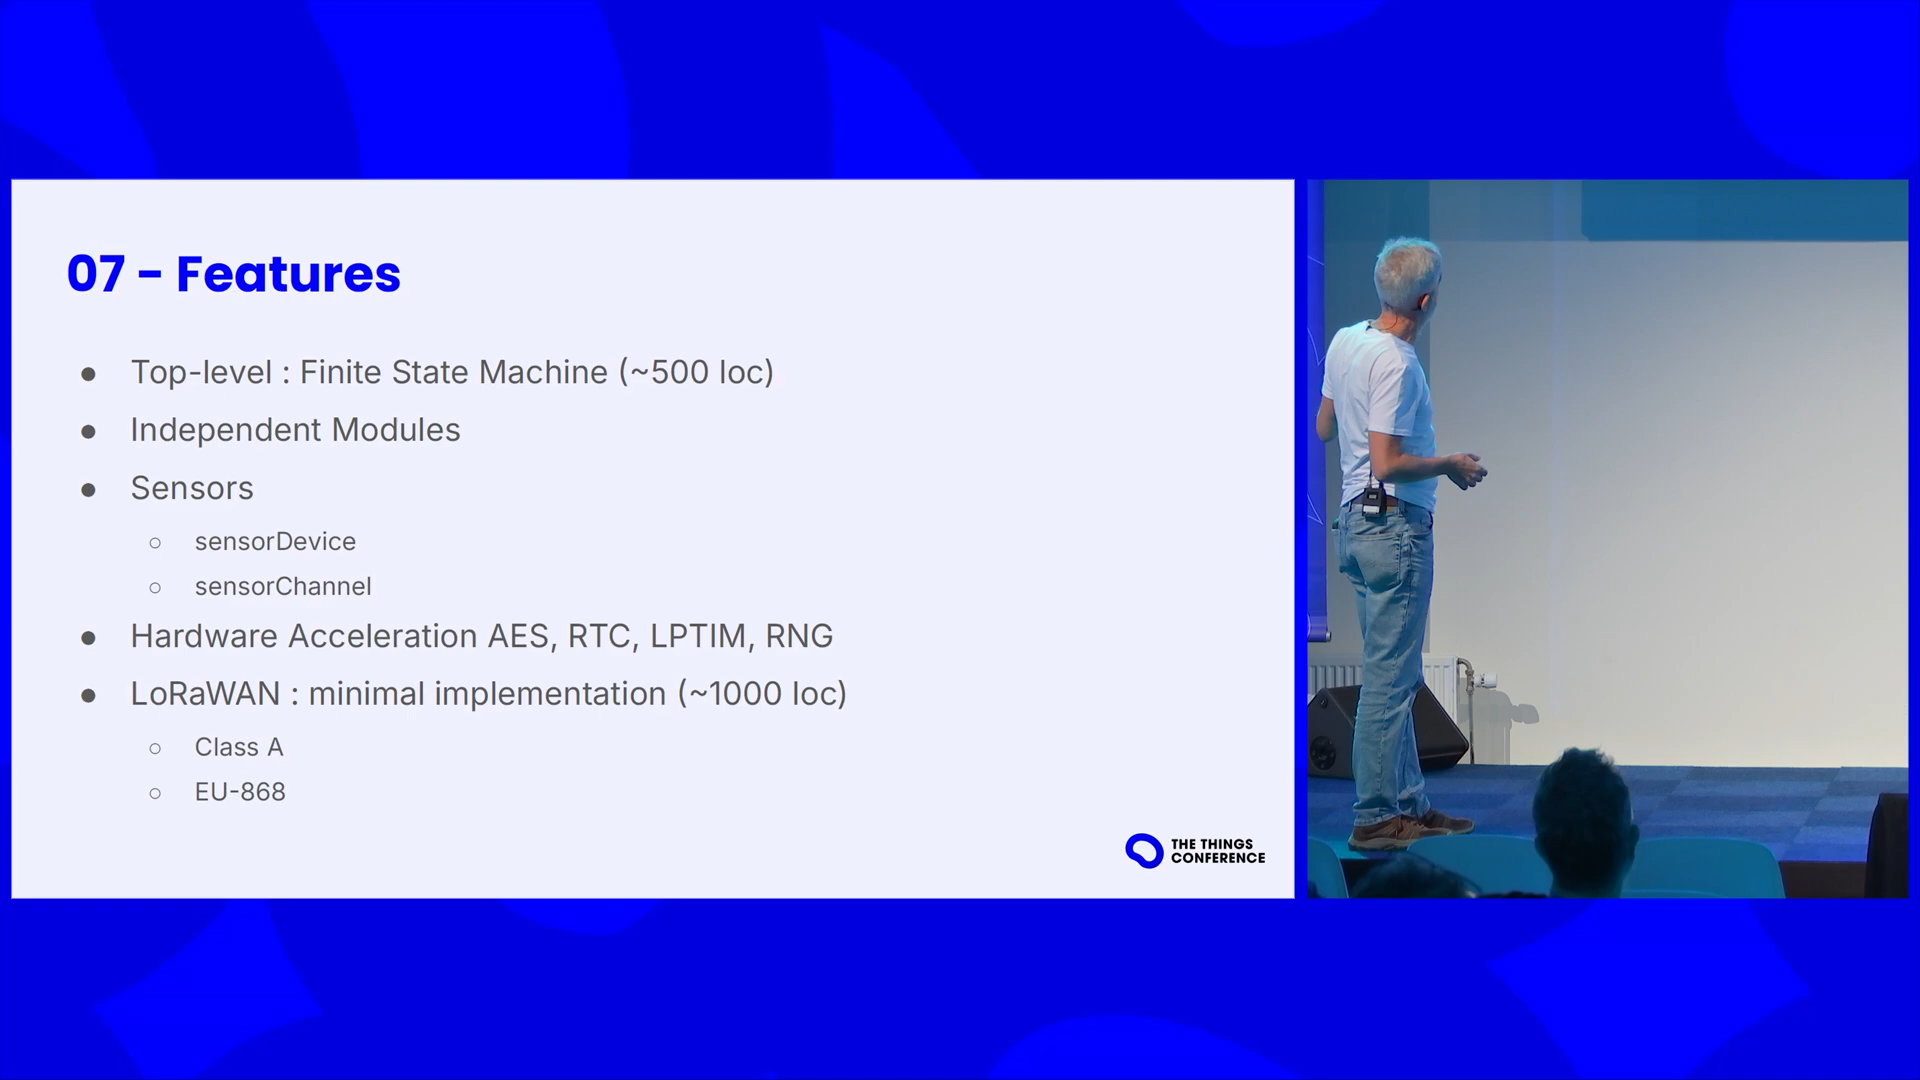 07 - Features
● Top-level : Finite State Machine (~500 loc)
● Independent Modules
● Sensors
○ sensorDevice
○ sensorChannel
● Hardware Acceleration AES, RTC, LPTIM, RNG
● LoRaWAN : minimal implementation (~1000 loc)
○ Class A
○ EU-868
THE THINGS
CONFERENCE